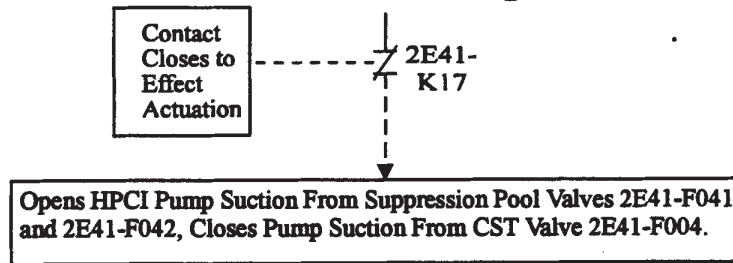 Contact
Closes to
Effect
Actuation
2E41-
K17
Opens HPCI Pump Suction From Suppression Pool Valves 2E41-F041
and 2E41-F042, Closes Pump Suction From CST Valve 2E41-F004.